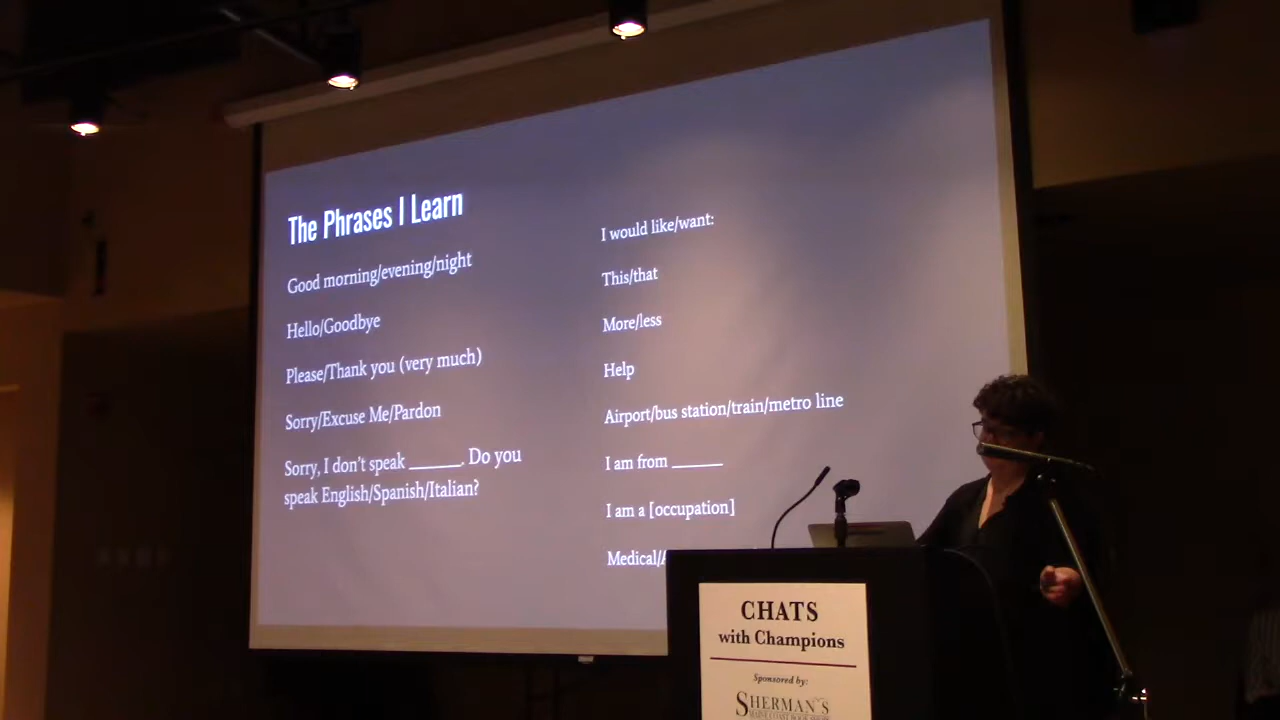 The Phrases I Learn
Good morning/evening/night
Hello/Goodbye
Please/Thank you (very much)
Sorry/Excuse Me/Pardon
Sorry, I don't speak ______. Do you
speak English/Spanish/Italian?
I would like/want:
This/that
More/less
Help
Airport/bus station/train/metro line
I am from ______
I am a [occupation]
Medical/
CHATS
with Champions
Sponsored by:
SHERMAN'S